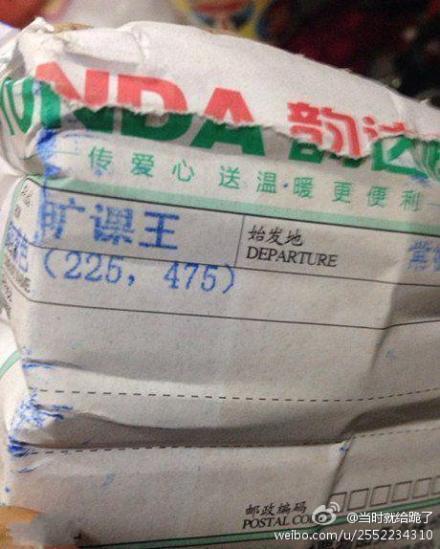 NDA 韵达
传爱心 送温暖 更便利
旷课王
始发地
DEPARTURE
(225, 475)
邮政编码
POSTAL CO
@当时就给跪了
weibo.com/u/2552234310